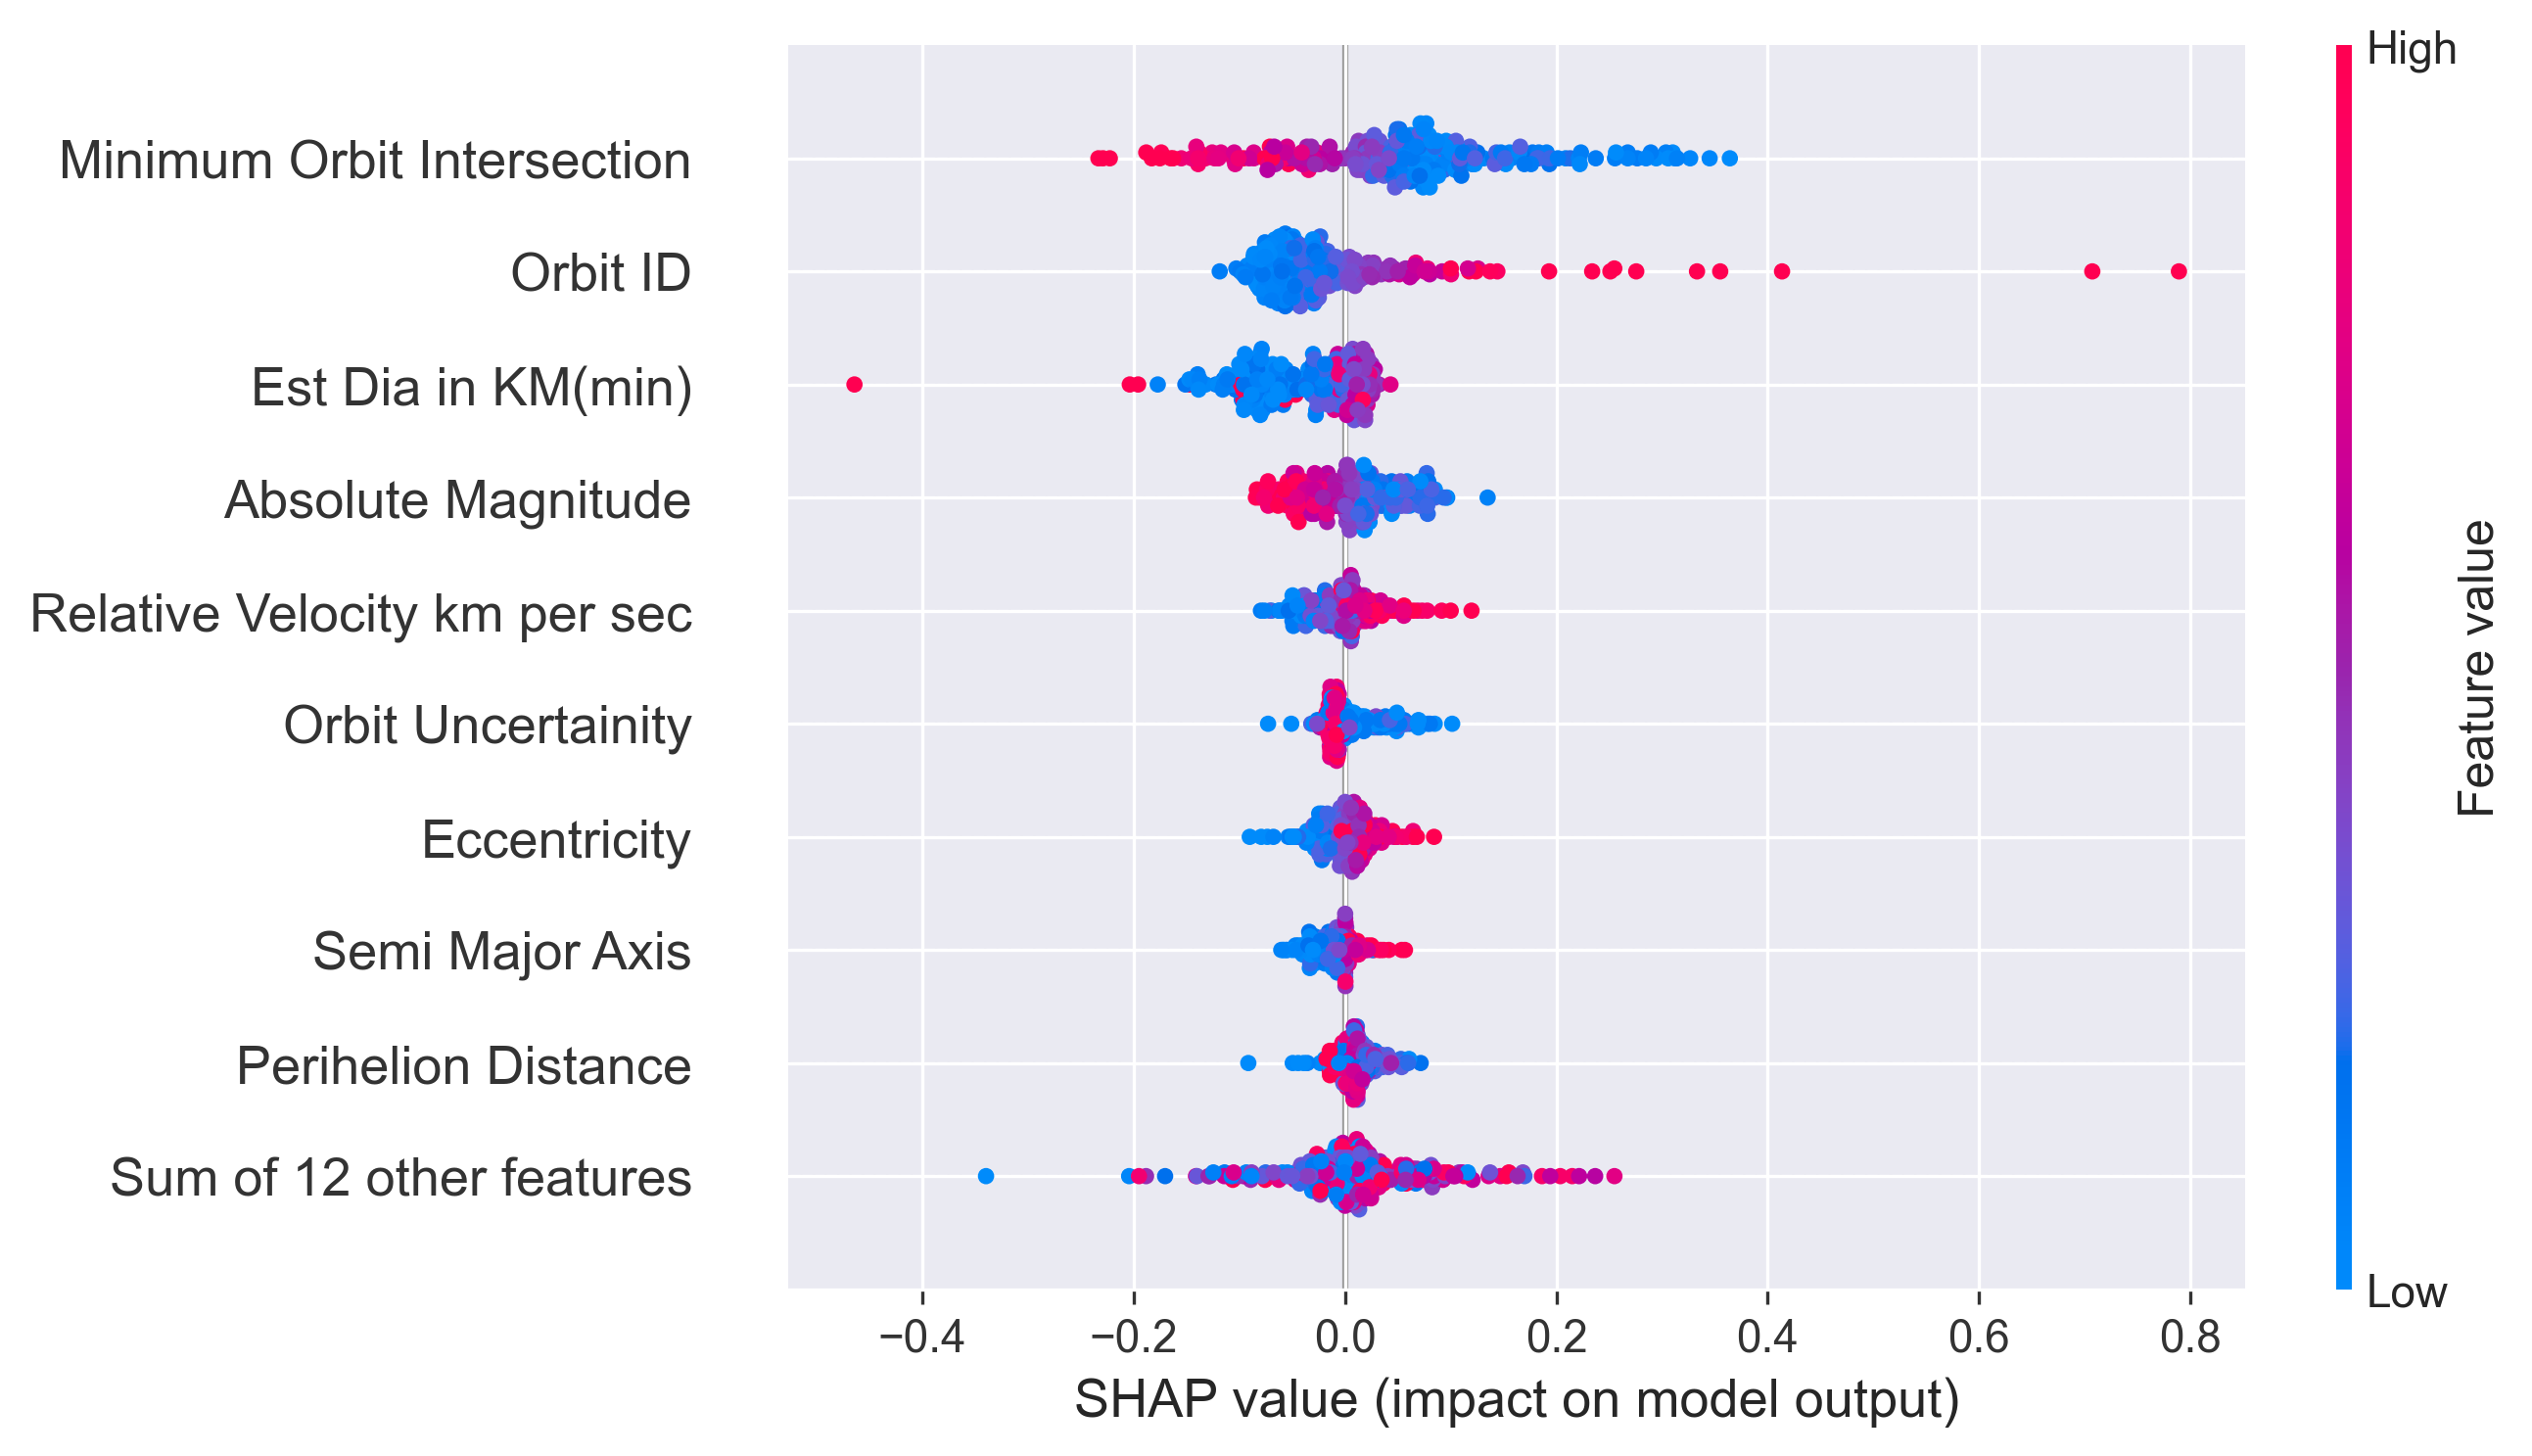 High
Minimum Orbit Intersection
Orbit ID
Est Dia in KM(min)
Absolute Magnitude
Relative Velocity km per sec
Orbit Uncertainity
Eccentricity
Semi Major Axis
Perihelion Distance
Sum of 12 other features
Feature value
Low
−0.4 −0.2 0.0 0.2 0.4 0.6 0.8
SHAP value (impact on model output)